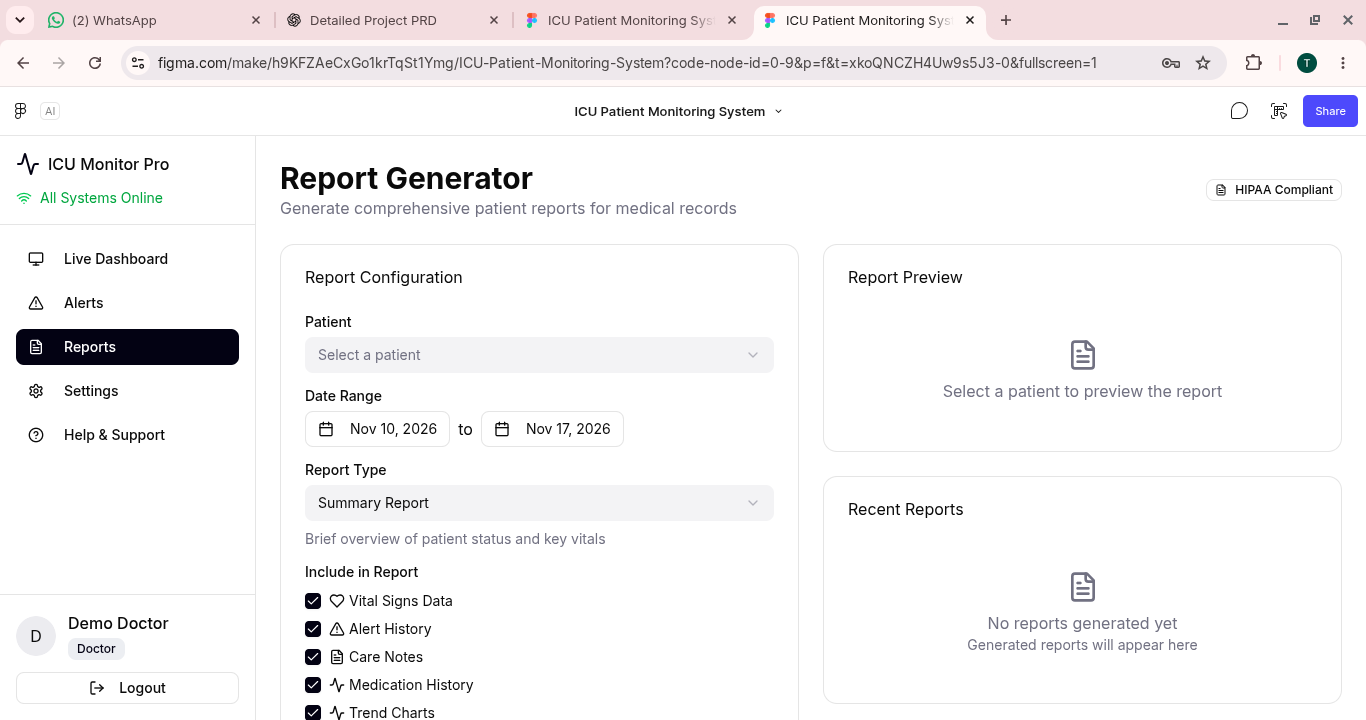 (2) WhatsApp
Detailed Project PRD
ICU Patient Monitoring Sys
ICU Patient Monitoring Sys
figma.com/make/h9KFZAeCxGo1krTqSt1Ymg/ICU-Patient-Monitoring-System?code-node-id=0-9&p=f&t=xkoQNCZH4Uw9s5J3-0&fullscreen=1
T
AI
ICU Patient Monitoring System
Share
ICU Monitor Pro
All Systems Online
Live Dashboard
Alerts
Reports
Settings
Help & Support
D
Demo Doctor
Doctor
Logout
Report Generator
Generate comprehensive patient reports for medical records
HIPAA Compliant
Report Configuration
Patient
Select a patient
Date Range
Nov 10, 2026 to Nov 17, 2026
Report Type
Summary Report
Brief overview of patient status and key vitals
Include in Report
Vital Signs Data
Alert History
Care Notes
Medication History
Trend Charts
Report Preview
Select a patient to preview the report
Recent Reports
No reports generated yet
Generated reports will appear here